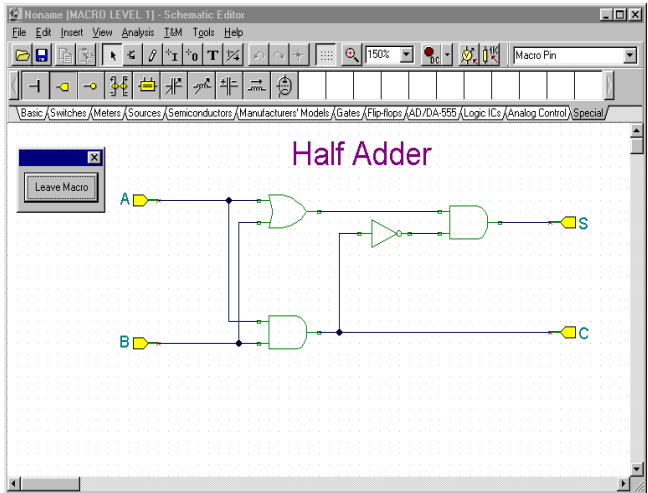 Noname [MACRO LEVEL 1] - Schematic Editor
File Edit Insert View Analysis T&M Tools Help
T 150% DC 1K Macro Pin
Basic Switches Meters Sources Semiconductors Manufacturers' Models Gates Flip-flops AD/DA-555 Logic ICs Analog Control Special
Half Adder
Leave Macro
A
S
B
C